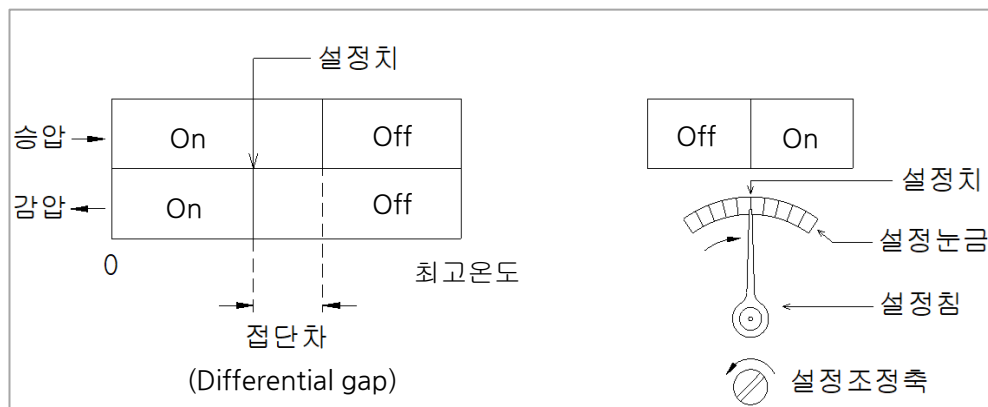 설정치
승압
On
Off
감압
On
Off
0
최고온도
접단차
(Differential gap)
Off
On
설정치
설정눈금
설정침
설정조정축